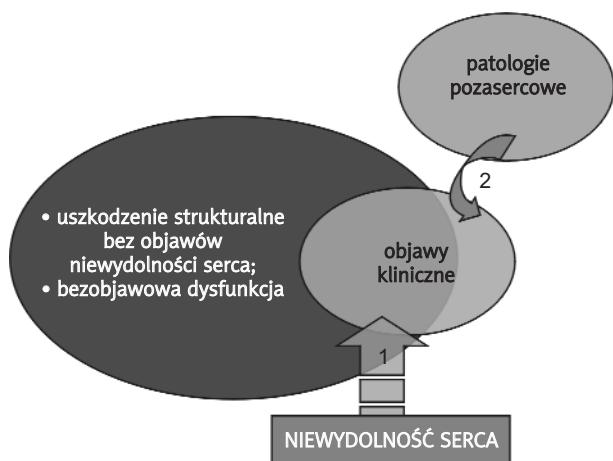 patologie
pozasercowe
2
• uszkodzenie strukturalne
bez objawów
niewydolności serca;
• bezobjawowa dysfunkcja
objawy
kliniczne
1
NIEWYDOLNOŚĆ SERCA